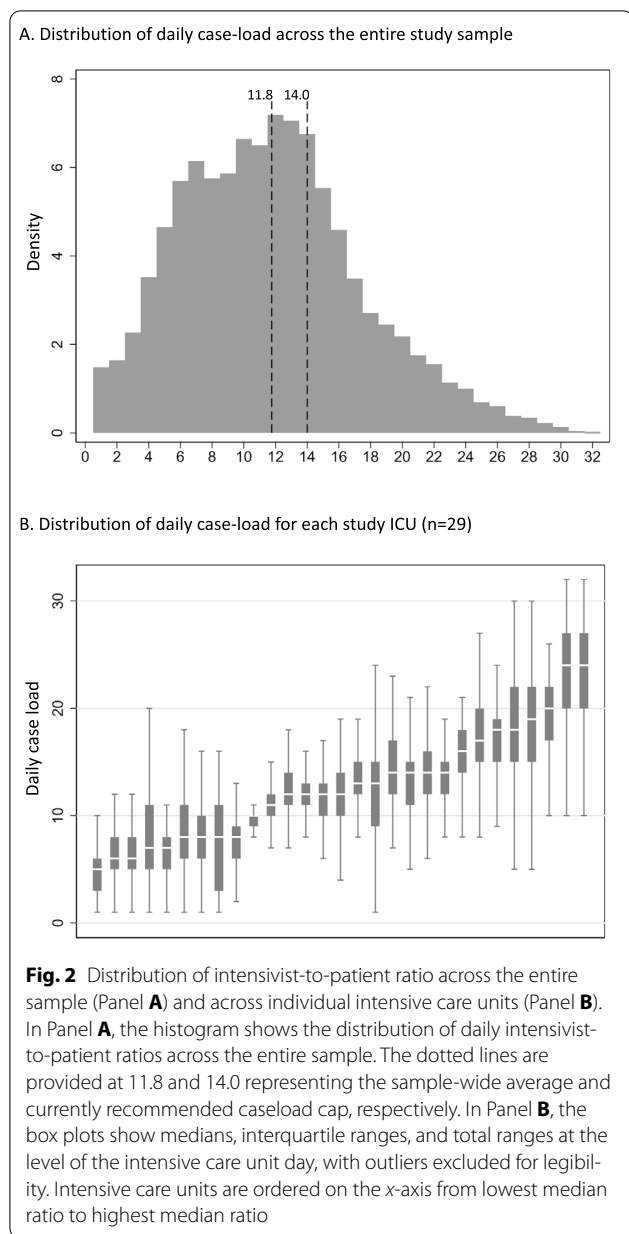 A. Distribution of daily case-load across the entire study sample
11.8 14.0
8
6
4
2
0
Density
0 2 4 6 8 10 12 14 16 18 20 22 24 26 28 30 32
B. Distribution of daily case-load for each study ICU (n=29)
30
20
10
0
Daily case load
Fig. 2 Distribution of intensivist-to-patient ratio across the entire
sample (Panel A) and across individual intensive care units (Panel B).
In Panel A, the histogram shows the distribution of daily intensivist-
to-patient ratios across the entire sample. The dotted lines are
provided at 11.8 and 14.0 representing the sample-wide average and
currently recommended caseload cap, respectively. In Panel B, the
box plots show medians, interquartile ranges, and total ranges at the
level of the intensive care unit day, with outliers excluded for legibil-
ity. Intensive care units are ordered on the x-axis from lowest median
ratio to highest median ratio